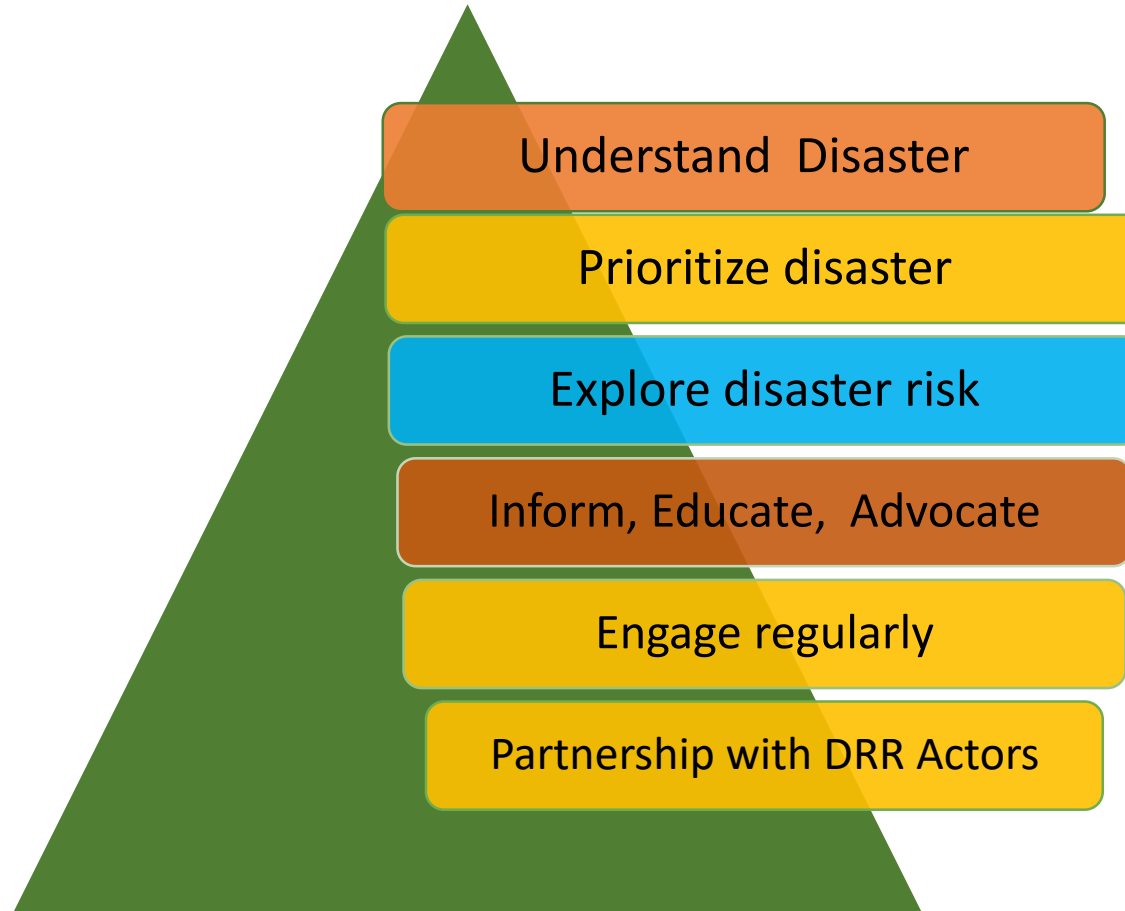 Understand  Disaster
Prioritize disaster
Explore disaster risk
Inform, Educate,  Advocate
Engage regularly
Partnership with DRR Actors